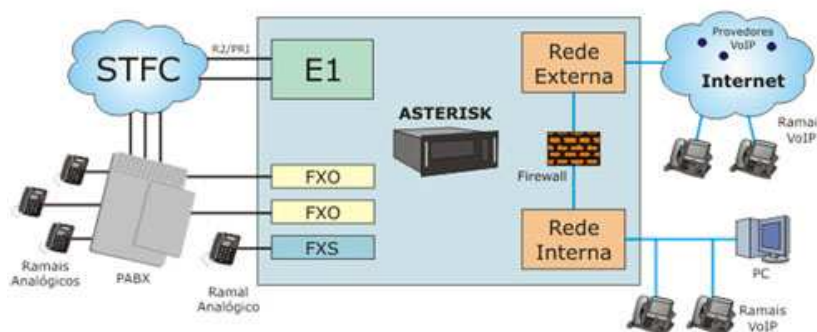 STFC
R2/PRI
E1
ASTERISK
FXO
FXO
FXS
Ramais
Analógicos
PABX
Ramal
Analógico
Rede
Externa
Firewall
Rede
Interna
Provedores
VoIP
Internet
Ramai
VoIP
PC
Ramais
VoIP